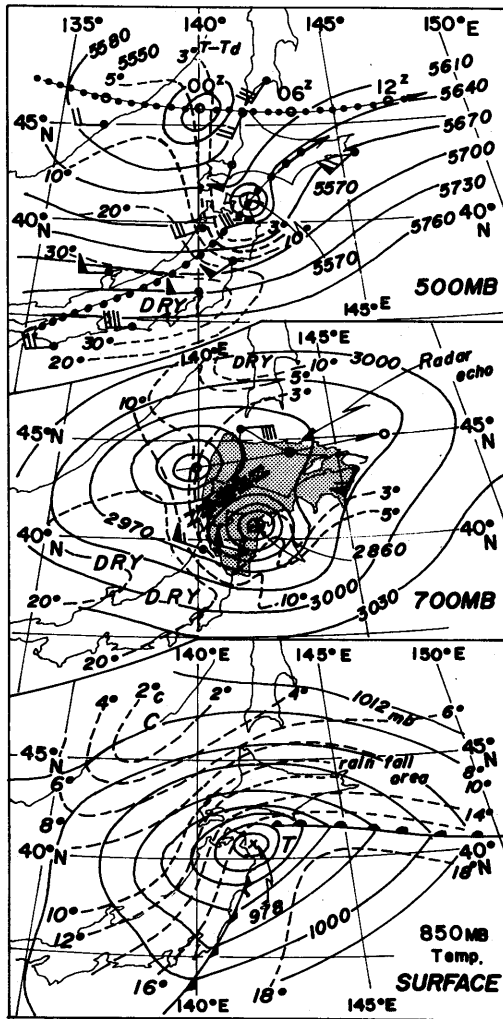 135° 140° 145° 150°E
5580
5550
3° T-Td
5°
00Z 06Z 12Z
5610
5640
45° N 45°
5670
10°
5700
5570
5730
40° N 20° 3° 10° 5760 40° N
30°
5570
DRY
145°E
500MB
30°
20°
140°E
145°E
DRY 10° 3000
5°
3°
Radar echo
10°
45° N 45° N
3°
2970 5°
40° N 40° N
DRY 2860
20° DRY 10° 3000
3030
700MB
20°
140°E 145°E 150°E
4° 2°C 2° 4° 1012 mb 6°
C
45° N 45° N
6° rain fall area 8°
10°
8° 14°
40° N T 40° N
18°
978
10° 1000
12°
850MB
Temp.
16° 18° SURFACE
140°E 145°E